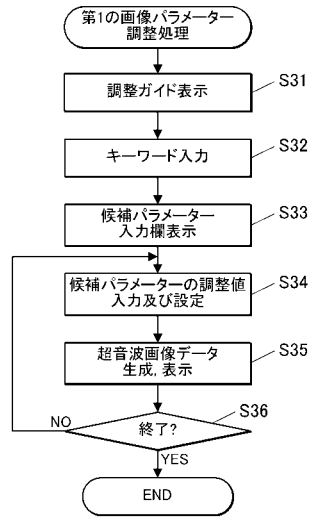 第1の画像パラメーター
調整処理
調整ガイド表示
S31
キーワード入力
S32
候補パラメーター
入力欄表示
S33
候補パラメーターの調整値
入力及び設定
S34
超音波画像データ
生成,表示
S35
終了?
S36
NO
YES
END